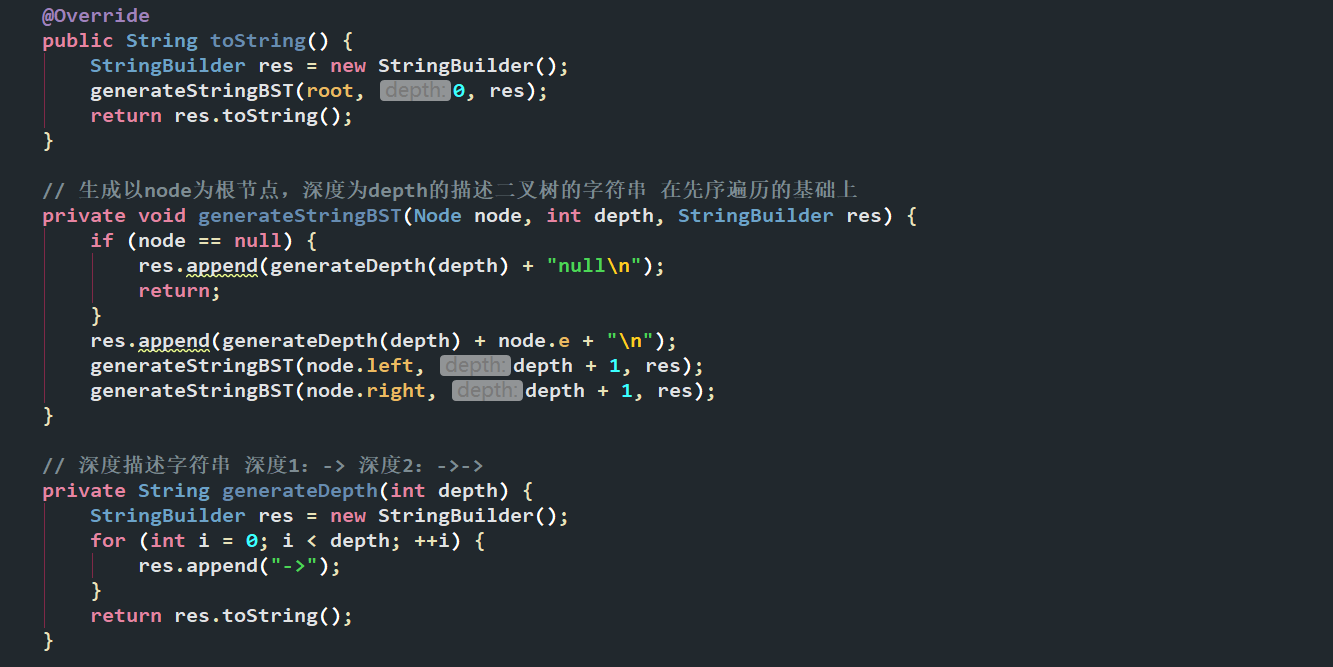 @Override
public String toString() {
    StringBuilder res = new StringBuilder();
    generateStringBST(root, depth: 0, res);
    return res.toString();
}

// 生成以node为根节点，深度为depth的描述二叉树的字符串 在先序遍历的基础上
private void generateStringBST(Node node, int depth, StringBuilder res) {
    if (node == null) {
        res.append(generateDepth(depth) + "null\n");
        return;
    }
    res.append(generateDepth(depth) + node.e + "\n");
    generateStringBST(node.left, depth: depth + 1, res);
    generateStringBST(node.right, depth: depth + 1, res);
}

// 深度描述字符串 深度1：-> 深度2：->->
private String generateDepth(int depth) {
    StringBuilder res = new StringBuilder();
    for (int i = 0; i < depth; ++i) {
        res.append("->");
    }
    return res.toString();
}